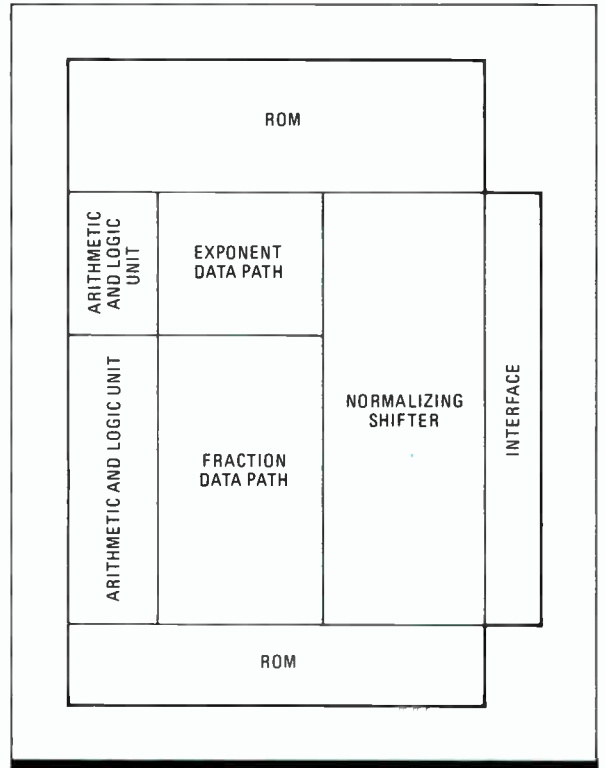 ROM
ARITHMETIC
AND LOGIC
UNIT
EXPONENT
DATA PATH
ARITHMETIC AND LOGIC UNIT
FRACTION
DATA PATH
NORMALIZING
SHIFTER
INTERFACE
ROM